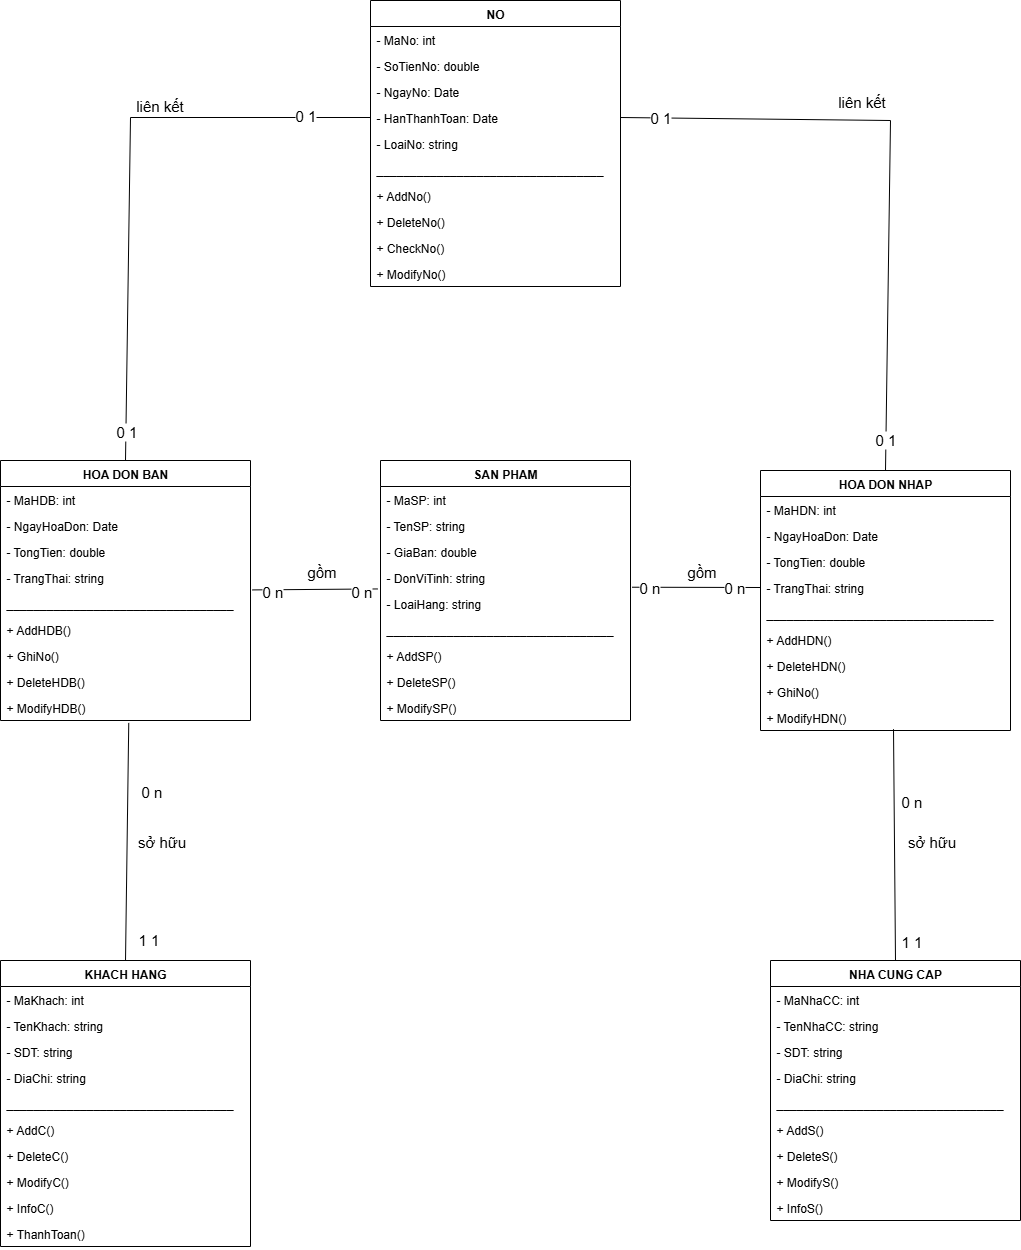 NO
- MaNo: int
- SoTienNo: double
- NgayNo: Date
- HanThanhToan: Date
- LoaiNo: string
+ AddNo()
+ DeleteNo()
+ CheckNo()
+ ModifyNo()
liên kết
0 1
0 1
liên kết
0 1
0 1
HOA DON BAN
- MaHDB: int
- NgayHoaDon: Date
- TongTien: double
- TrangThai: string
+ AddHDB()
+ GhiNo()
+ DeleteHDB()
+ ModifyHDB()
gồm
0 n
0 n
SAN PHAM
- MaSP: int
- TenSP: string
- GiaBan: double
- DonViTinh: string
- LoaiHang: string
+ AddSP()
+ DeleteSP()
+ ModifySP()
gồm
0 n
0 n
HOA DON NHAP
- MaHDN: int
- NgayHoaDon: Date
- TongTien: double
- TrangThai: string
+ AddHDN()
+ DeleteHDN()
+ GhiNo()
+ ModifyHDN()
0 n
sở hữu
1 1
0 n
sở hữu
1 1
KHACH HANG
- MaKhach: int
- TenKhach: string
- SDT: string
- DiaChi: string
+ AddC()
+ DeleteC()
+ ModifyC()
+ InfoC()
+ ThanhToan()
NHA CUNG CAP
- MaNhaCC: int
- TenNhaCC: string
- SDT: string
- DiaChi: string
+ AddS()
+ DeleteS()
+ ModifyS()
+ InfoS()